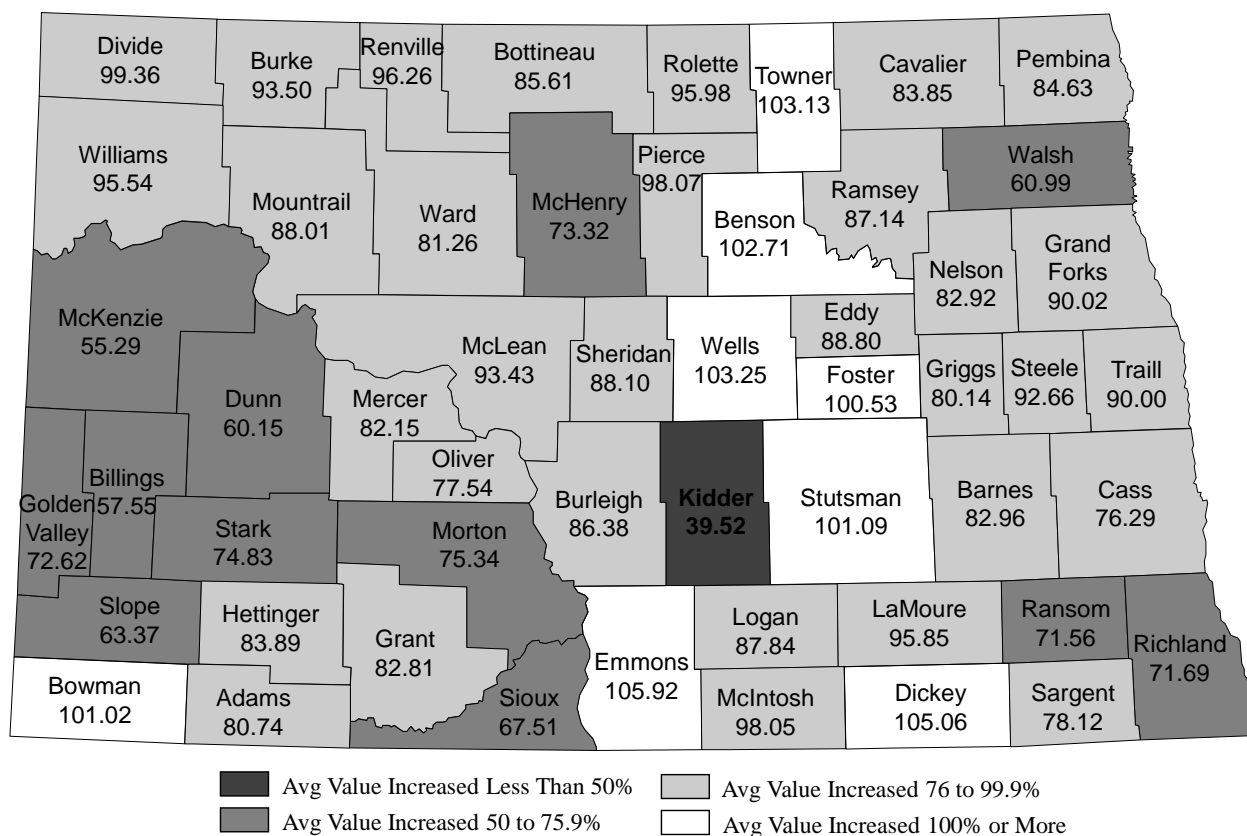 Divide
99.36
Burke
93.50
Renville
96.26
Bottineau
85.61
Rolette
95.98
Towner
103.13
Cavalier
83.85
Pembina
84.63
Williams
95.54
Mountrail
88.01
Ward
81.26
McHenry
73.32
Pierce
98.07
Benson
102.71
Ramsey
87.14
Walsh
60.99
Nelson
82.92
Grand
Forks
90.02
McKenzie
55.29
Dunn
60.15
McLean
93.43
Mercer
82.15
Oliver
77.54
Sheridan
88.10
Wells
103.25
Eddy
88.80
Foster
100.53
Griggs
80.14
Steele
92.66
Traill
90.00
Golden
Valley
72.62
Billings
57.55
Stark
74.83
Morton
75.34
Burleigh
86.38
Kidder
39.52
Stutsman
101.09
Barnes
82.96
Cass
76.29
Slope
63.37
Hettinger
83.89
Grant
82.81
Sioux
67.51
Emmons
105.92
Logan
87.84
LaMoure
95.85
Ransom
71.56
Richland
71.69
Bowman
101.02
Adams
80.74
McIntosh
98.05
Dickey
105.06
Sargent
78.12
Avg Value Increased Less Than 50%
Avg Value Increased 50 to 75.9%
Avg Value Increased 76 to 99.9%
Avg Value Increased 100% or More